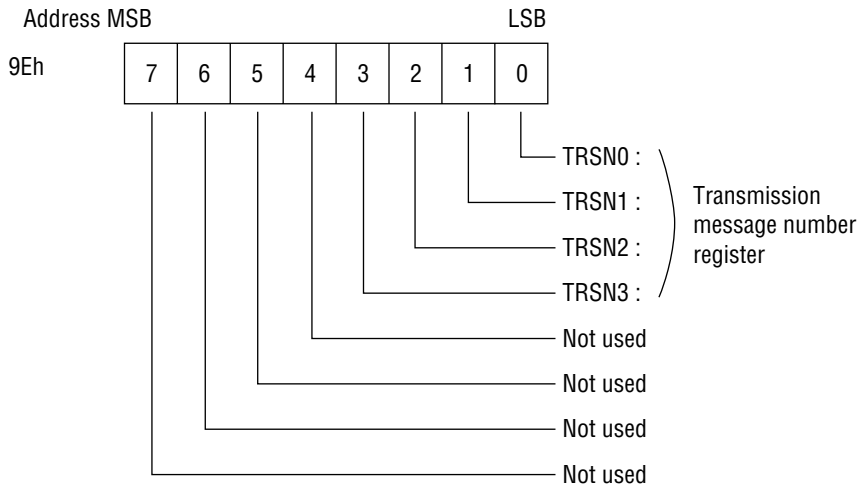 Address MSB LSB
9Eh 7 6 5 4 3 2 1 0
TRSN0 :
TRSN1 :
TRSN2 :
TRSN3 :
Transmission
message number
register
Not used
Not used
Not used
Not used